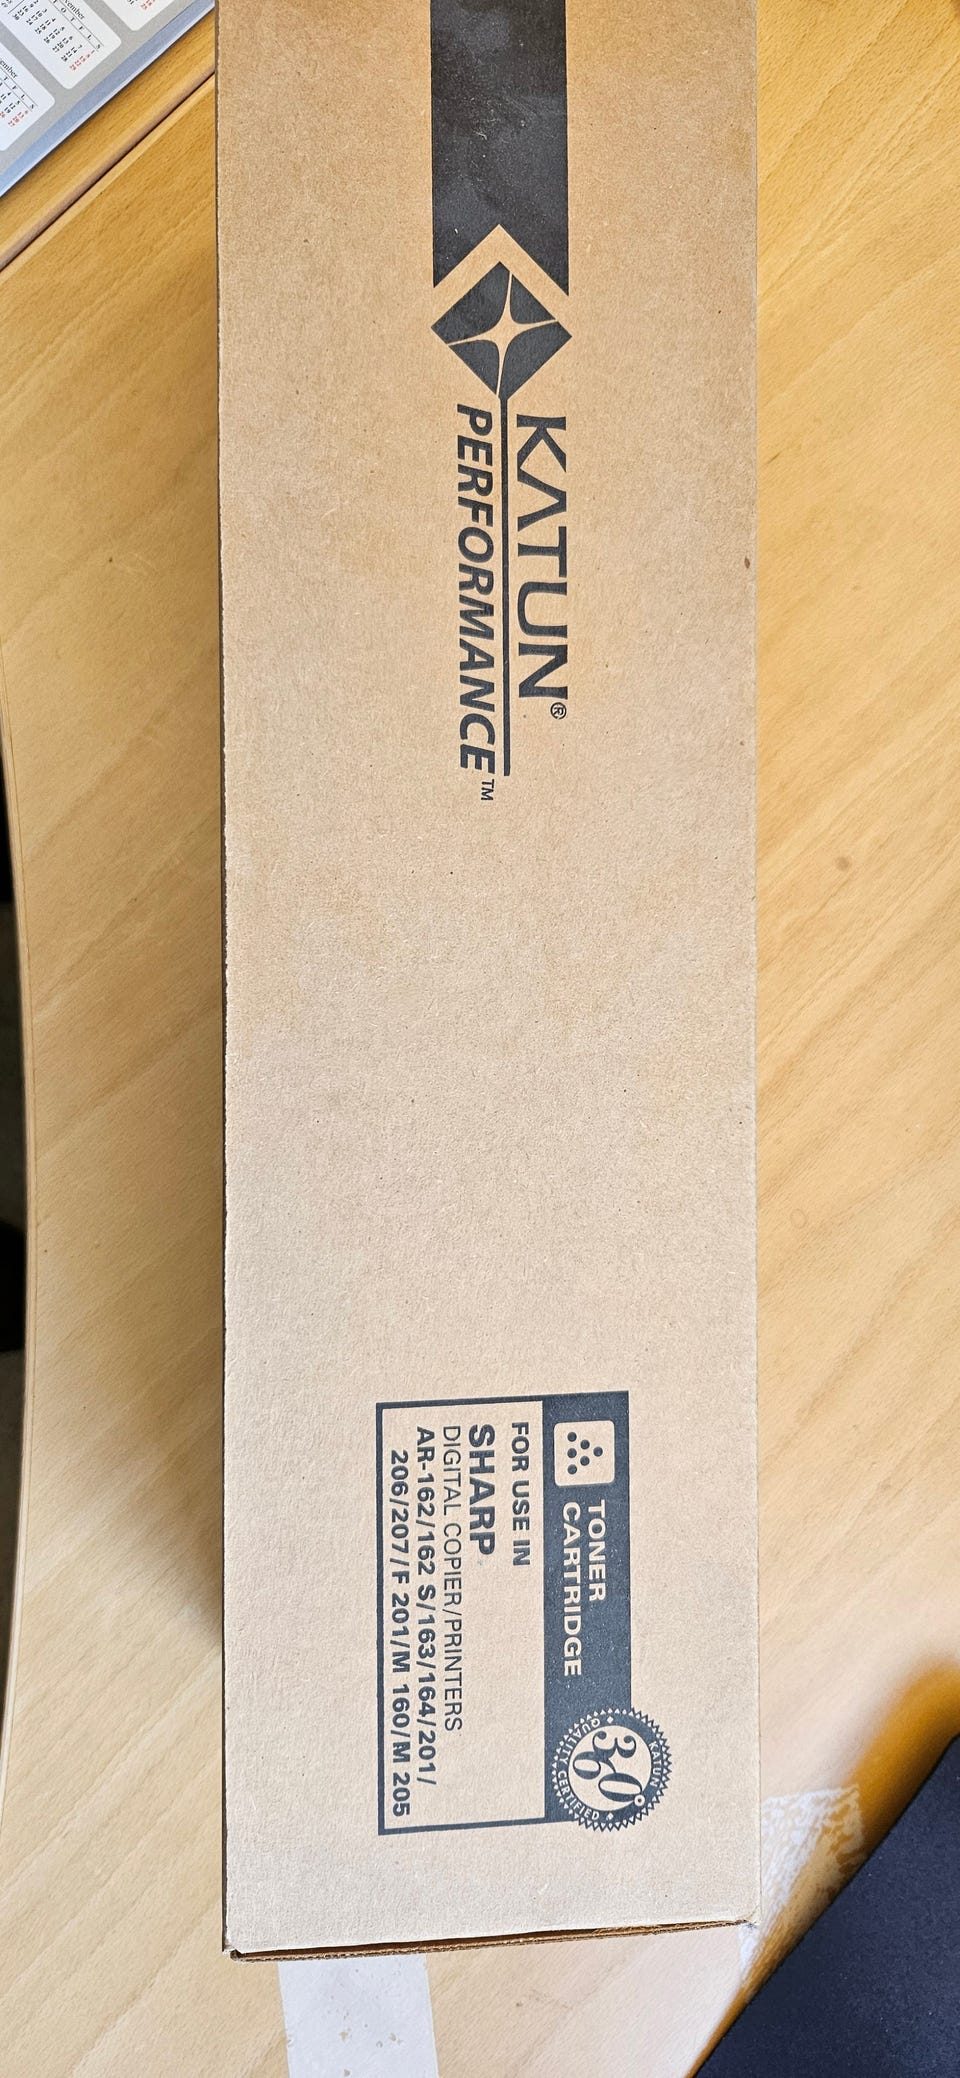 KATUN®
PERFORMANCE™
TONER
CARTRIDGE
KATUN
360°
QUALITY CERTIFIED
FOR USE IN
SHARP
DIGITAL COPIER/PRINTERS
AR-162/162 S/163/164/201/
206/207/F 201/M 160/M 205